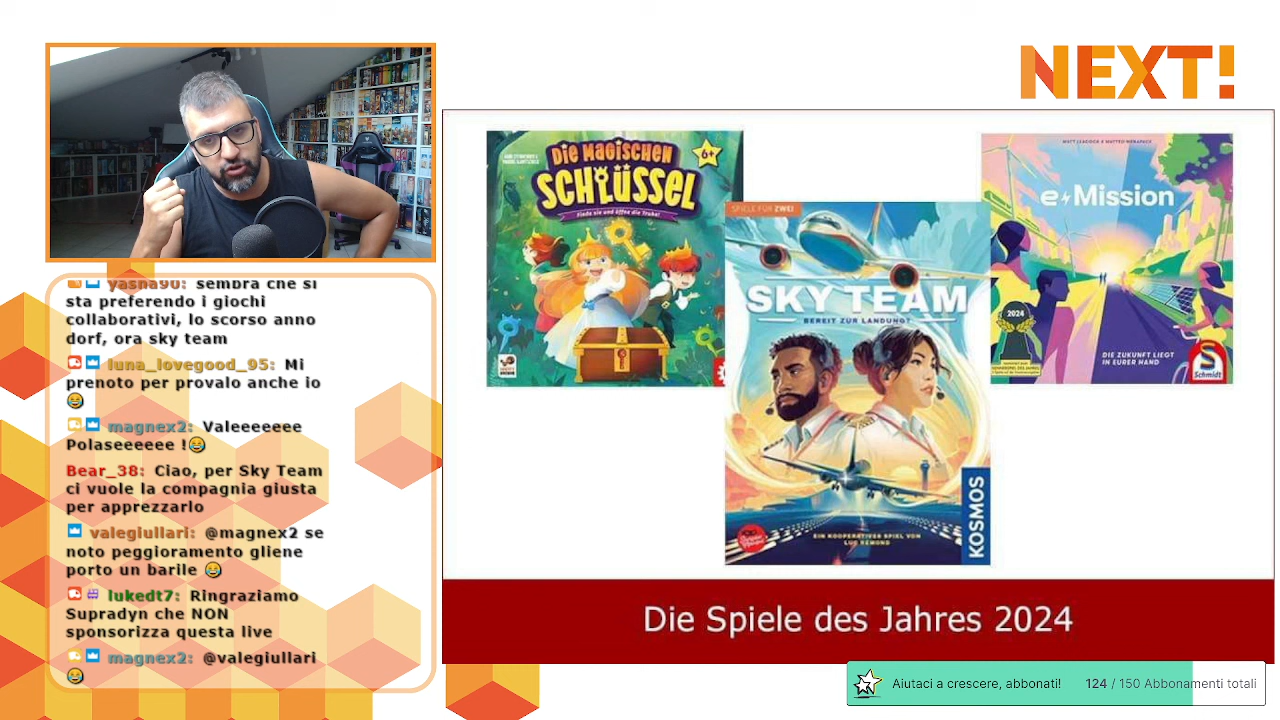 NEXT!
yasha90: sembra che si
sta preferendo i giochi
collaborativi, lo scorso anno
dorf, ora sky team
luna_lovegood_95: Mi
prenoto per provalo anche io
magnex2: Valeeeeeee
Polaseeeeee !
Bear_38: Ciao, per Sky Team
ci vuole la compagnia giusta
per apprezzarlo
valegiullari: @magnex2 se
noto peggioramento gliene
porto un barile
lukedt7: Ringraziamo
Supradyn che NON
sponsorizza questa live
magnex2: @valegiullari
DIE MAGISCHEN
SCHLÜSSEL
6+
Finde sie und öffne die Truhe!
SPIELE FÜR ZWEI
SKY TEAM
BEREIT ZUR LANDUNG?
EIN KOOPERATIVES SPIEL VON
LUC RÉMOND
KOSMOS
MATT LEACOCK & MATTEO MENAPACE
e-Mission
2024
DIE ZUKUNFT LIEGT
IN EURER HAND
Schmidt
Die Spiele des Jahres 2024
Aiutaci a crescere, abbonati! 124 / 150 Abbonamenti totali